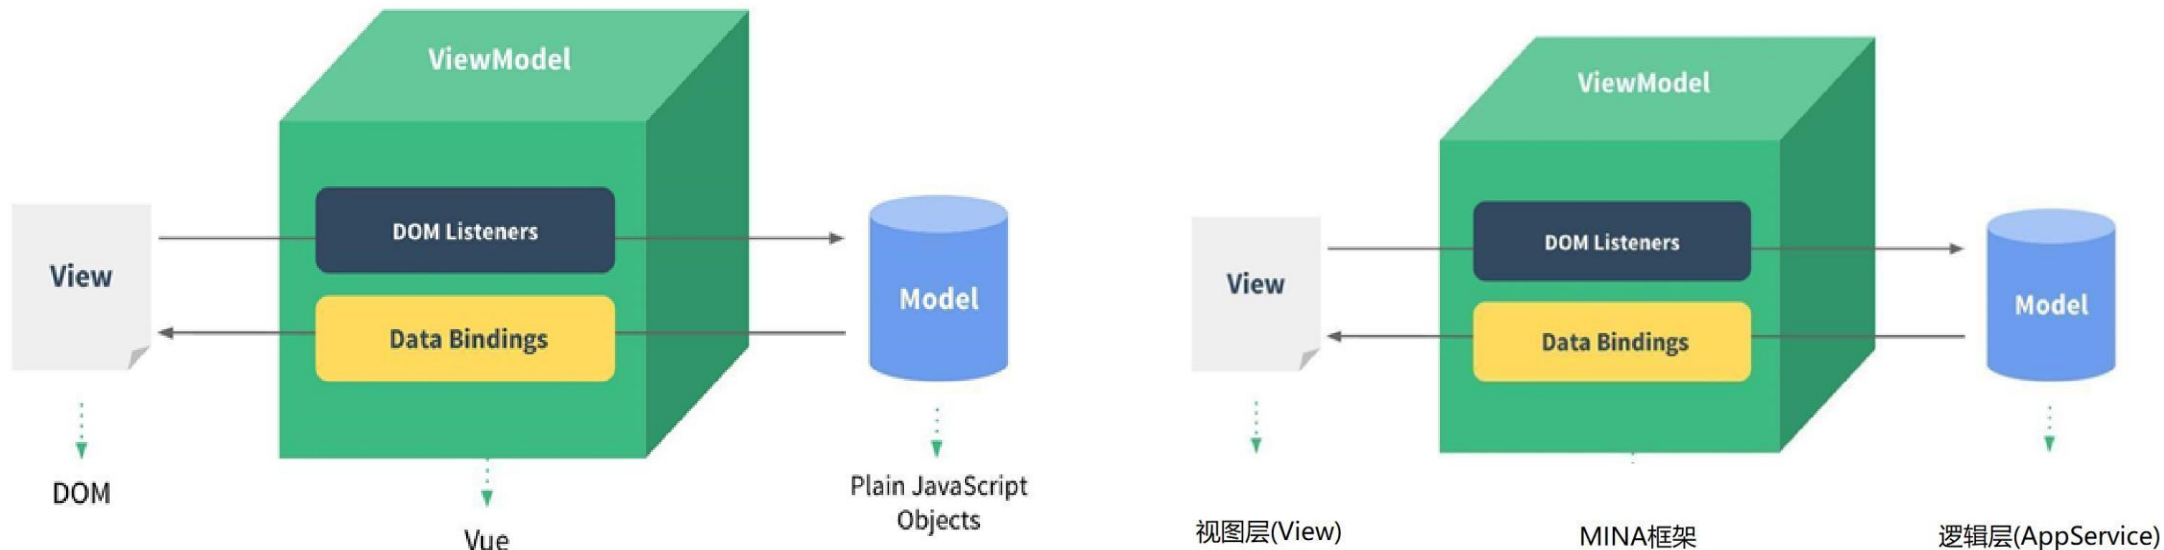 ViewModel
DOM Listeners
View
Data Bindings
Model
DOM
Vue
Plain JavaScript
Objects
ViewModel
DOM Listeners
View
Data Bindings
Model
视图层(View)
MINA框架
逻辑层(AppService)